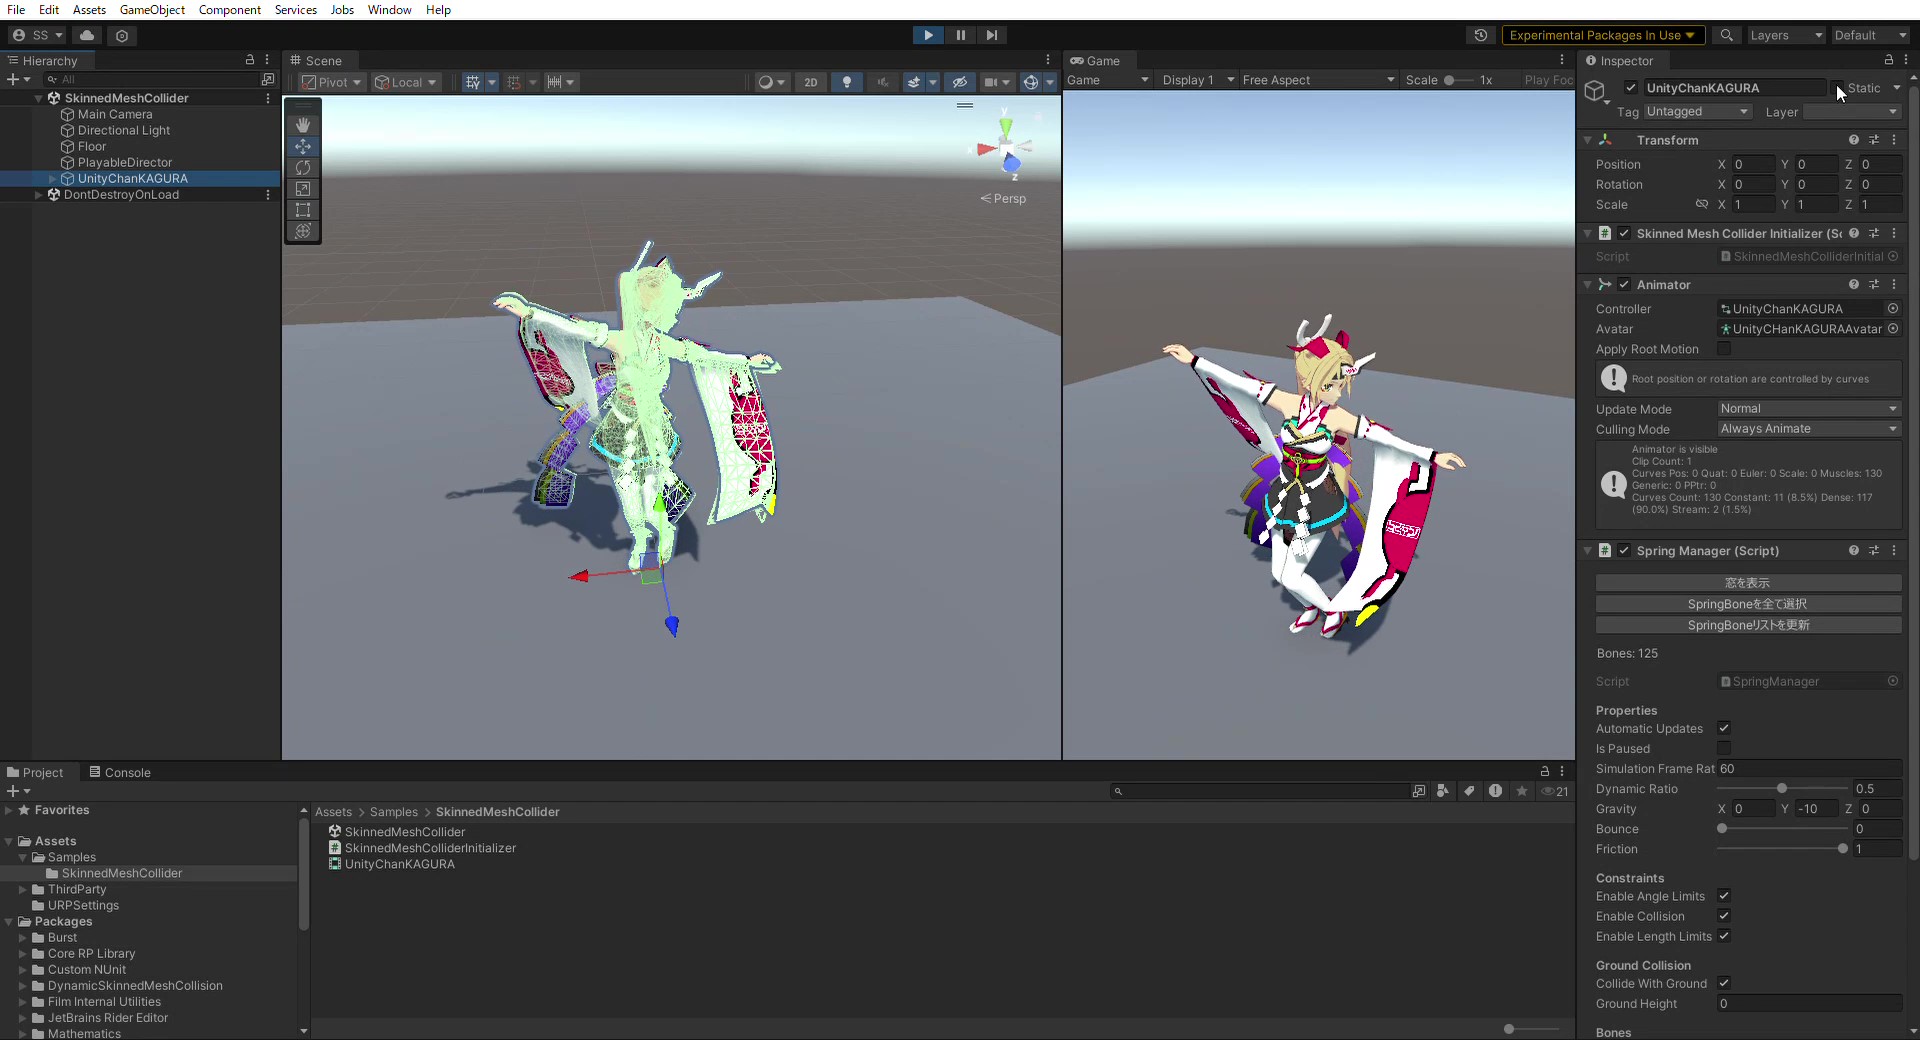 File Edit Assets GameObject Component Services Jobs Window Help
SS Experimental Packages In Use Layers Default
Hierarchy
All
SkinnedMeshCollider
Main Camera
Directional Light
Floor
PlayableDirector
UnityChanKAGURA
DontDestroyOnLoad
Scene
Pivot Local 2D
y
x
z
Persp
Game
Game Display 1 Free Aspect Scale 1x Play Foc
Inspector
UnityChanKAGURA Static
Tag Untagged Layer
Transform
Position X 0 Y 0 Z 0
Rotation X 0 Y 0 Z 0
Scale X 1 Y 1 Z 1
Skinned Mesh Collider Initializer (Sc
Script SkinnedMeshColliderInitial
Animator
Controller UnityChanKAGURA
Avatar UnityCHanKAGURAAvatar
Apply Root Motion
Root position or rotation are controlled by curves
Update Mode Normal
Culling Mode Always Animate
Animator is visible
Clip Count: 1
Curves Pos: 0 Quat: 0 Euler: 0 Scale: 0 Muscles: 130
Generic: 0 PPtr: 0
Curves Count: 130 Constant: 11 (8.5%) Dense: 117
(90.0%) Stream: 2 (1.5%)
Spring Manager (Script)
窓を表示
SpringBoneを全て選択
SpringBoneリストを更新
Bones: 125
Script SpringManager
Properties
Automatic Updates
Is Paused
Simulation Frame Rat 60
Dynamic Ratio 0.5
Gravity X 0 Y -10 Z 0
Bounce 0
Friction 1
Constraints
Enable Angle Limits
Enable Collision
Enable Length Limits
Ground Collision
Collide With Ground
Ground Height 0
Bones
Project Console
21
Favorites
Assets
Samples
SkinnedMeshCollider
ThirdParty
URPSettings
Packages
Burst
Core RP Library
Custom NUnit
DynamicSkinnedMeshCollision
Film Internal Utilities
JetBrains Rider Editor
Mathematics
Assets > Samples > SkinnedMeshCollider
SkinnedMeshCollider
SkinnedMeshColliderInitializer
UnityChanKAGURA